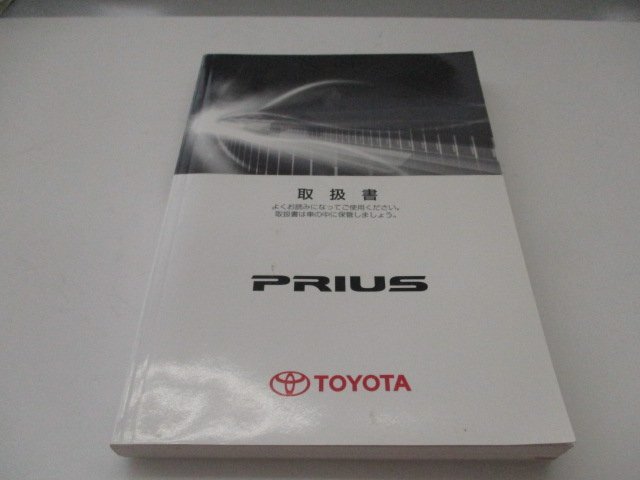 取扱書
よくお読みになってご使用ください。
取扱書は車の中に保管しましょう。
PRIUS
TOYOTA